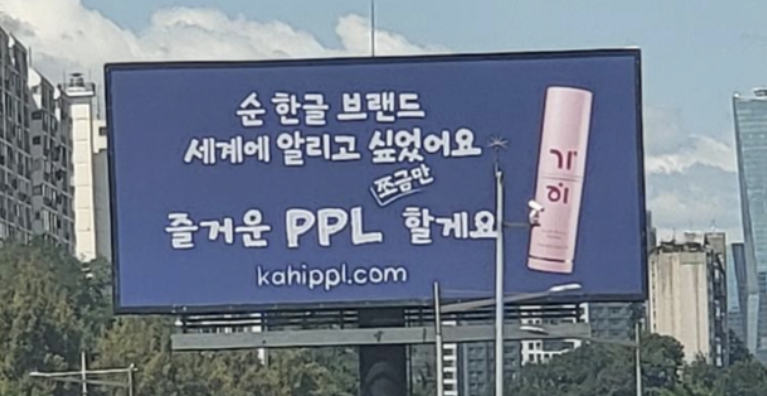 순 한글 브랜드
세계에 알리고 싶었어요
쪼금만
즐거운 PPL 할게요
kahippl.com
가
히